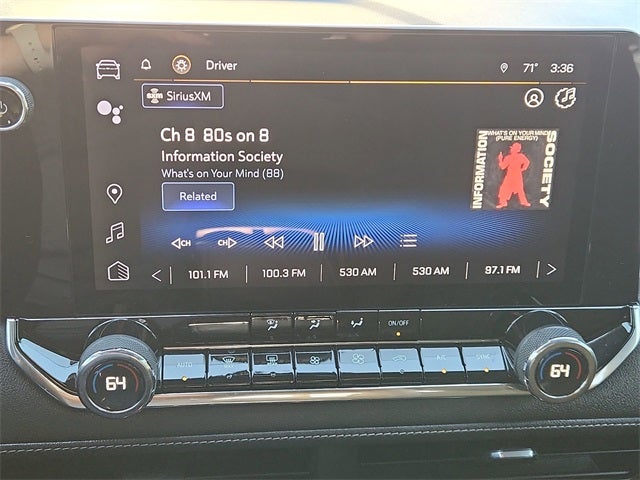 Driver
71° 3:36
sxm SiriusXM
Ch 8 80s on 8
Information Society
What's on Your Mind (88)
Related
WHAT'S ON YOUR MIND
(PURE ENERGY)
INFORMATION
SOCIETY
CH
CH
101.1 FM
100.3 FM
530 AM
530 AM
97.1 FM
ON/OFF
64
AUTO
A/C
SYNC
64